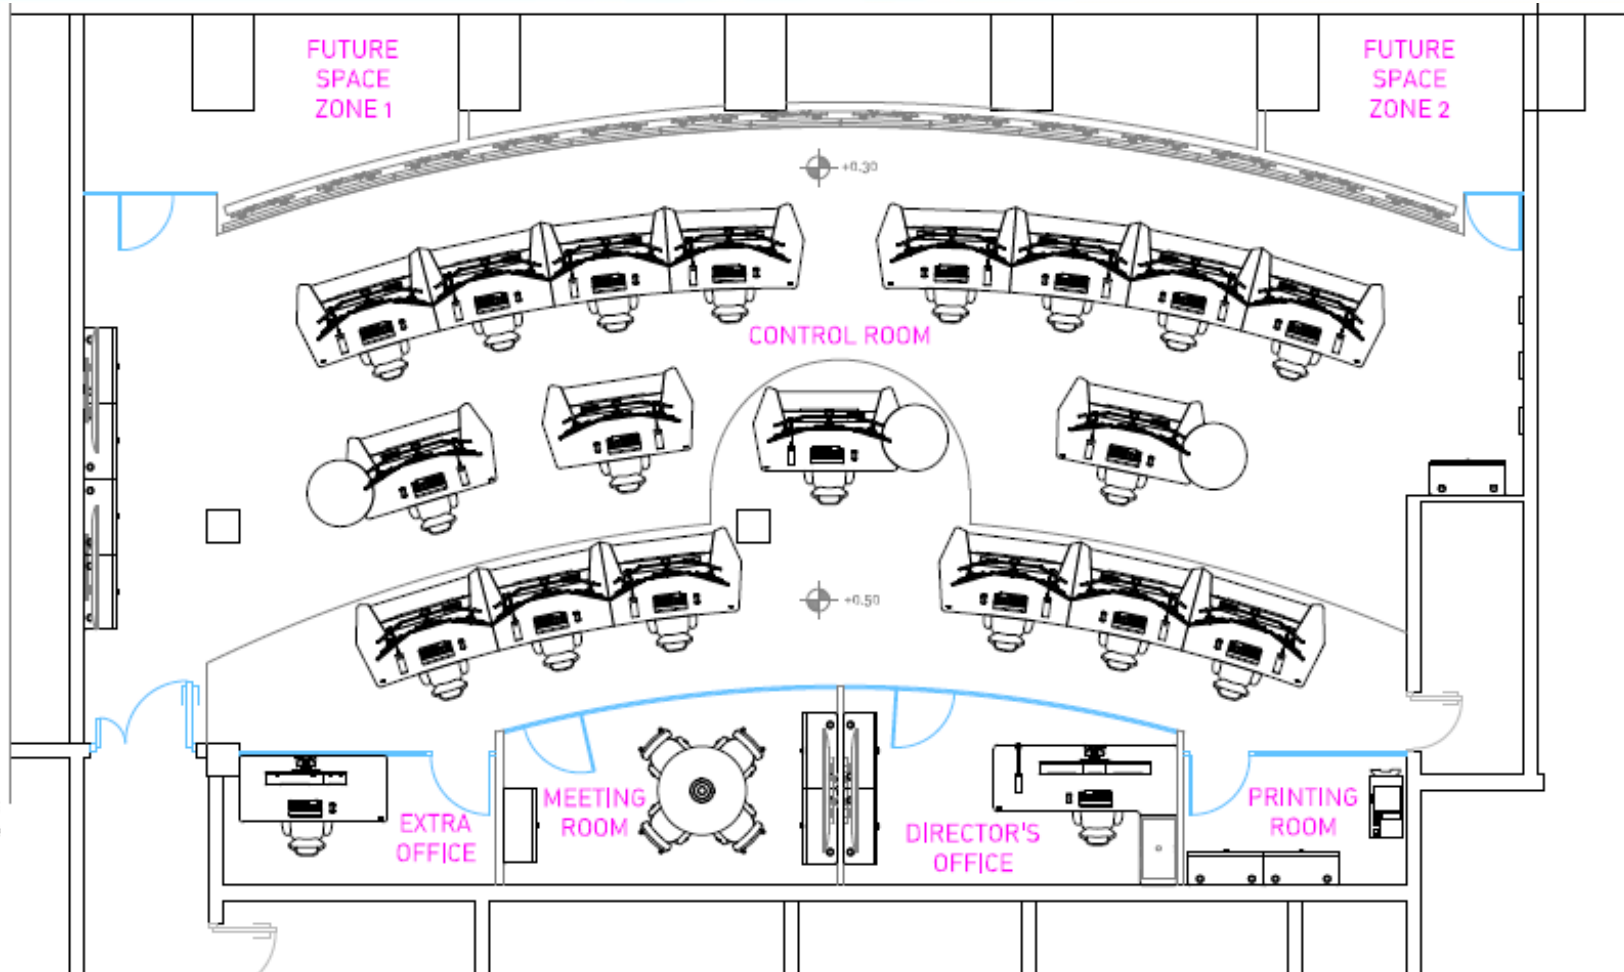 FUTURE
SPACE
ZONE 1
FUTURE
SPACE
ZONE 2
+0.30
CONTROL ROOM
+0.50
EXTRA
OFFICE
MEETING
ROOM
DIRECTOR'S
OFFICE
PRINTING
ROOM